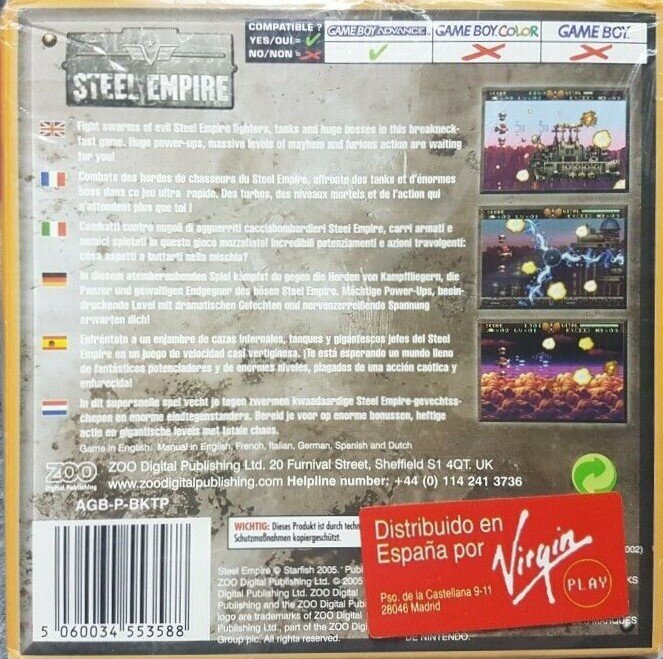 COMPATIBLE ?
YES/OUI= ✓
NO/NON = ✗
GAME BOY ADVANCE
GAME BOY COLOR
GAME BOY
STEEL EMPIRE
Fight swarms of evil Steel Empire fighters, tanks and huge bosses in this breakneck-
fast game. Huge power-ups, massive levels of mayhem and furious action are waiting
for you!
Combats des hordes de chasseurs du Steel Empire, affronte des tanks et d'énormes
boss dans ce jeu ultra rapide. Des turbos, des niveaux mortels et de l'action qui
n'attendent plus que toi !
Combatti contro nugoli di agguerriti cacciabombardieri Steel Empire, carri armati e
nemici spietati in questo gioco mozzafiato! Incredibili potenziamenti e azioni travolgenti:
cosa aspetti a buttarti nella mischia?
In diesem atemberaubenden Spiel kämpfst du gegen die Horden von Kampffliegern, die
Panzer und gewaltigen Endgegner des bösen Steel Empire. Mächtige Power-Ups, beein-
druckende Level mit dramatischen Gefechten und nervenzerreißende Spannung
erwarten dich!
Enfréntate a un enjambre de cazas infernales, tanques y gigantescos jefes del Steel
Empire en un juego de velocidad casi vertiginosa. ¡Te está esperando un mundo lleno
de fantásticos potenciadores y de enormes niveles, plagados de una acción caótica y
enfurecida!
In dit supersnelle spel vecht je tegen zwermen kwaadaardige Steel Empire-gevechts-
schepen en enorme eindtegenstanders. Bereid je voor op enorme bonussen, heftige
actie en gigantische levels met totale chaos.
Game in English. Manual in English, French, Italian, German, Spanish and Dutch
ZOO
Digital Publishing
ZOO Digital Publishing Ltd. 20 Furnival Street, Sheffield S1 4QT. UK
www.zoodigitalpublishing.com Helpline number: +44 (0) 114 241 3736
AGB-P-BKTP
WICHTIG: Dieses Produkt ist durch techn
Schutzmaßnahmen kopiergeschützt.
Distribuido en
España por
Virgin
PLAY
Pso. de la Castellana 9-11
28046 Madrid
Steel Empire © Starfish 2005. Publ
ZOO Digital Publishing Ltd. © 2005
Digital Publishing Ltd.
Publishing and the ZOO Digital Publishing
logo are trademarks of ZOO Digital
Publishing Ltd., part of the ZOO Digital
Group plc. All rights reserved.
2002)
KS
DE NINTENDO.
5 060034 553588